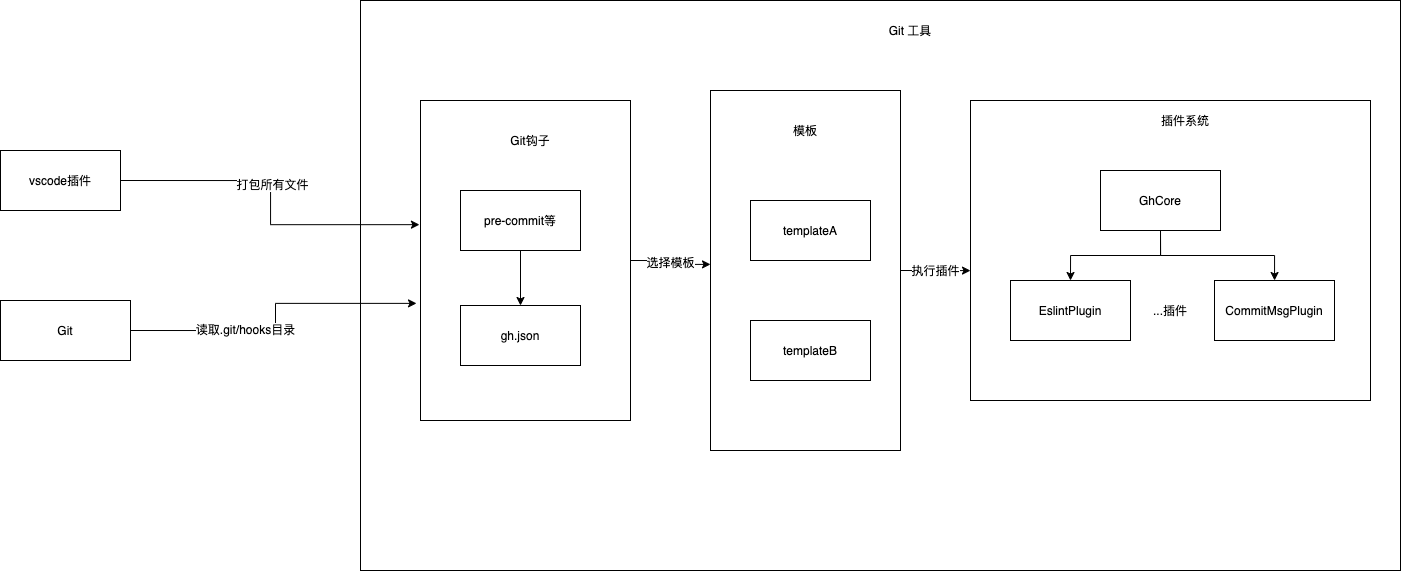 Git 工具
vscode插件
打包所有文件
Git
读取.git/hooks目录
Git钩子
pre-commit等
gh.json
选择模板
模板
templateA
templateB
执行插件
插件系统
GhCore
EslintPlugin
...插件
CommitMsgPlugin